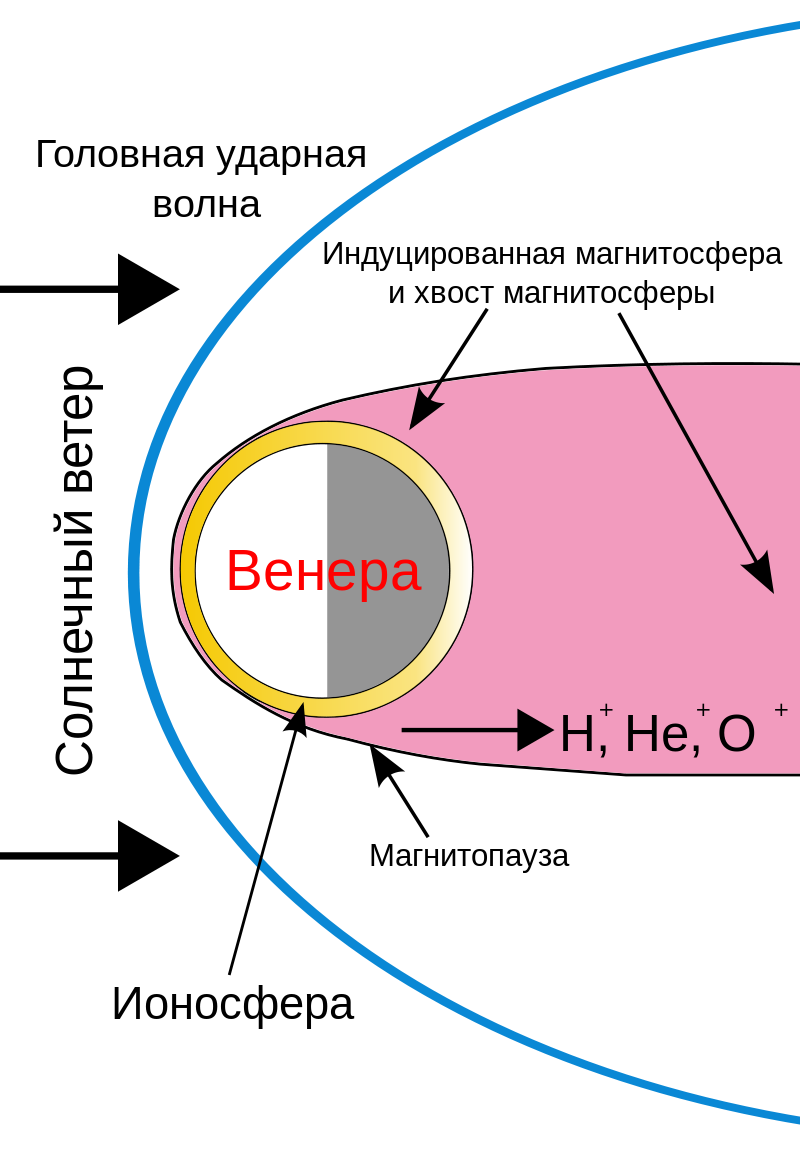 Головная ударная
волна
Индуцированная магнитосфера
и хвост магнитосферы
Солнечный ветер
Венера
H⁺, He⁺, O⁺
Магнитопауза
Ионосфера